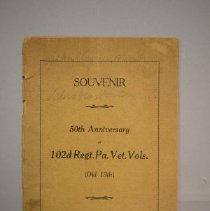 SOUVENIR
50th Anniversary
of
102d Regt. Pa. Vet. Vols.
(Old 13th)